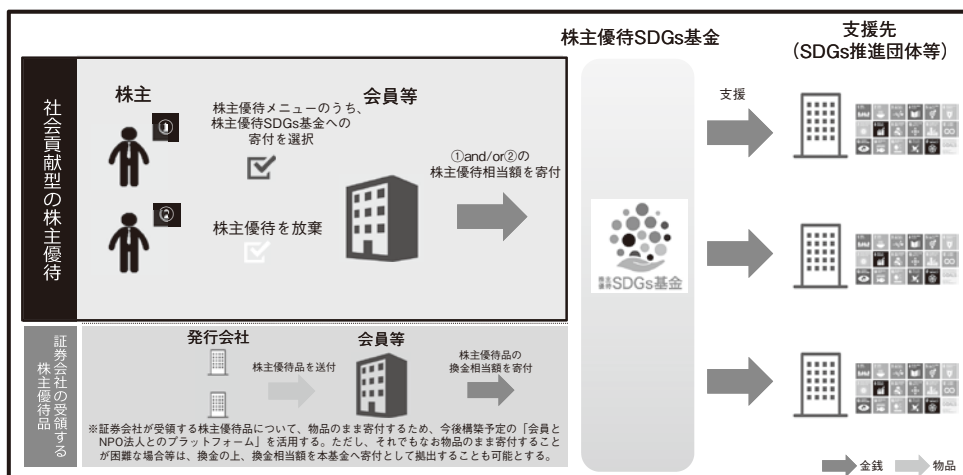 株主優待SDGs基金
支援先
（SDGs推進団体等）
社会貢献型の株主優待
株主
会員等
①
株主優待メニューのうち、
株主優待SDGs基金への
寄付を選択
②
株主優待を放棄
①and/or②の
株主優待相当額を寄付
支援
株主
優待SDGs基金
証券会社の受領する
株主優待品
発行会社
会員等
株主優待品を送付
株主優待品の
換金相当額を寄付
※証券会社が受領する株主優待品について、物品のまま寄付するため、今後構築予定の「会員と
NPO法人とのプラットフォーム」を活用する。ただし、それでもなお物品のまま寄付すること
が困難な場合等は、換金の上、換金相当額を本基金へ寄付として拠出することも可能とする。
金銭
物品